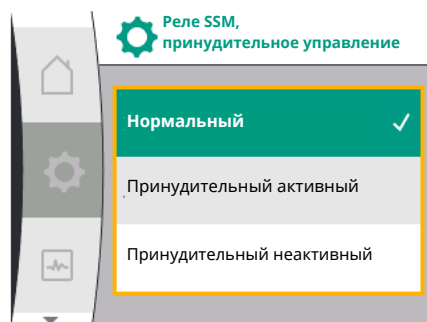 Реле SSM,
принудительное управление
Нормальный
Принудительный активный
Принудительный неактивный